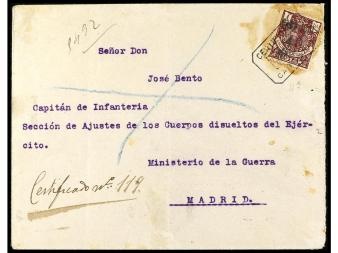 Señor Don
José Bento
Capitán de Infantería
Sección de Ajustes de los Cuerpos disueltos del Ejér-
cito.
Ministerio de la Guerra
Certificado nº. 119.
MADRID.